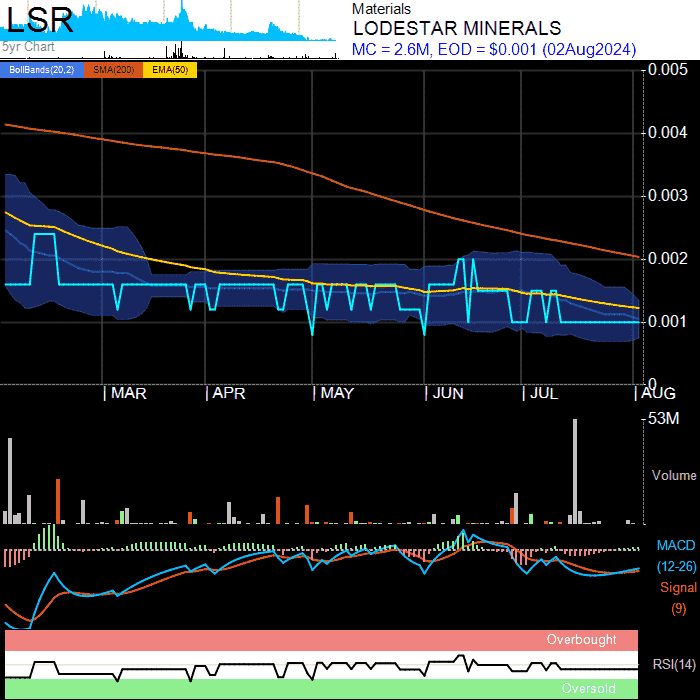 LSR
5yr Chart
Materials
LODESTAR MINERALS
MC = 2.6M, EOD = $0.001 (02Aug2024)
BollBands(20,2) SMA(200) EMA(50)
0.005
0.004
0.003
0.002
0.001
0
MAR APR MAY JUN JUL AUG
53M
Volume
MACD
(12-26)
Signal
(9)
Overbought
RSI(14)
Oversold